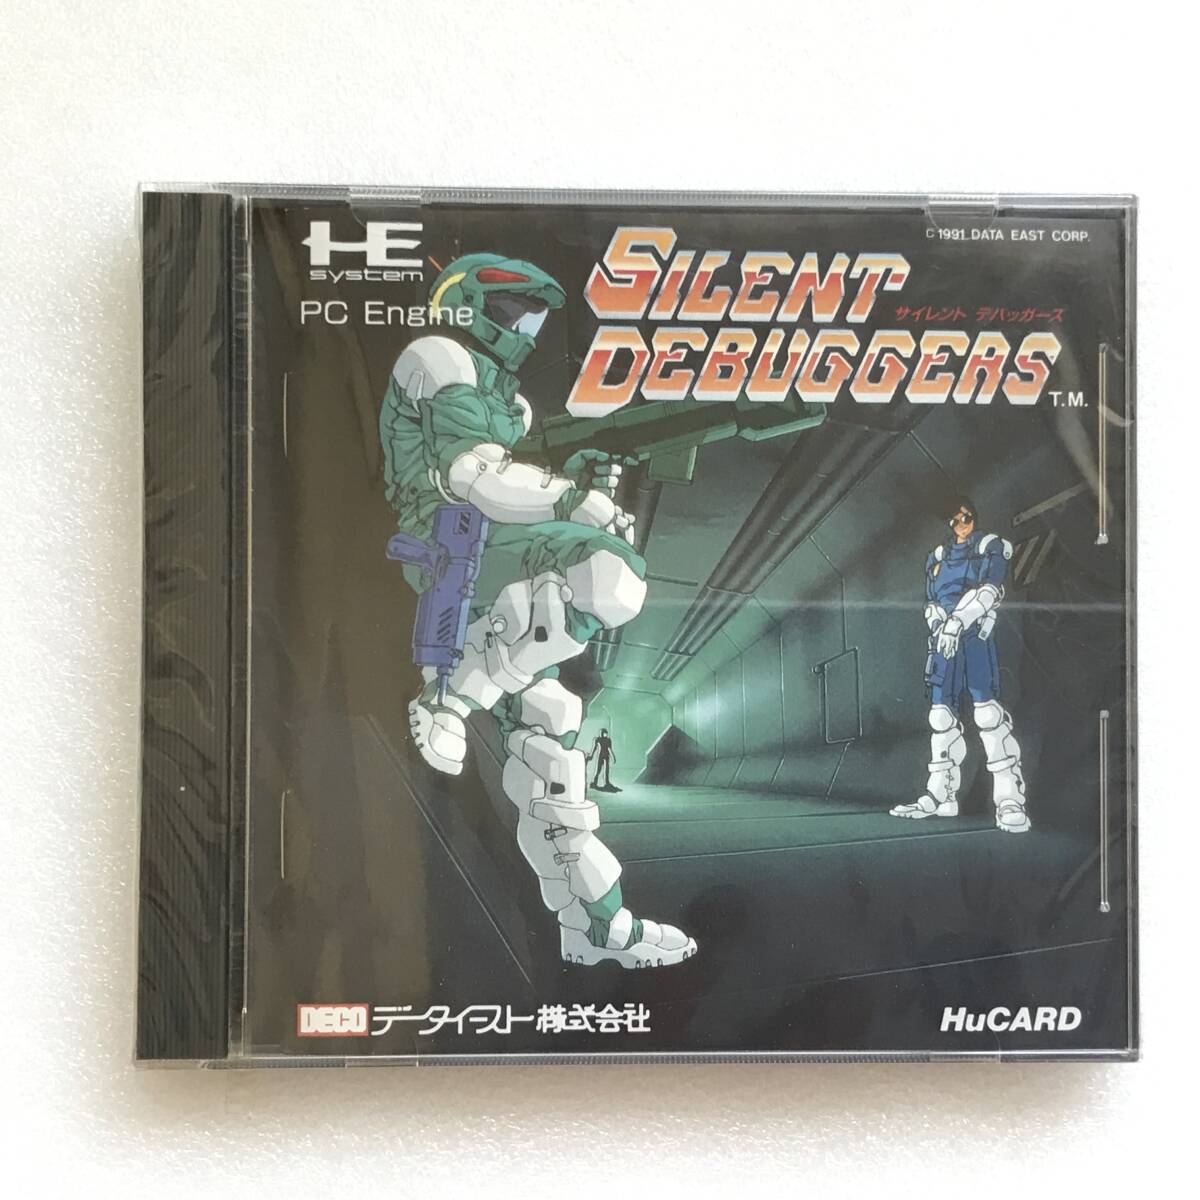 HE
system
PC Engine
C 1991 DATA EAST CORP.
SILENT
サイレント デバッガーズ
DEBUGGERS
T.M.
DECO データイースト株式会社
HuCARD